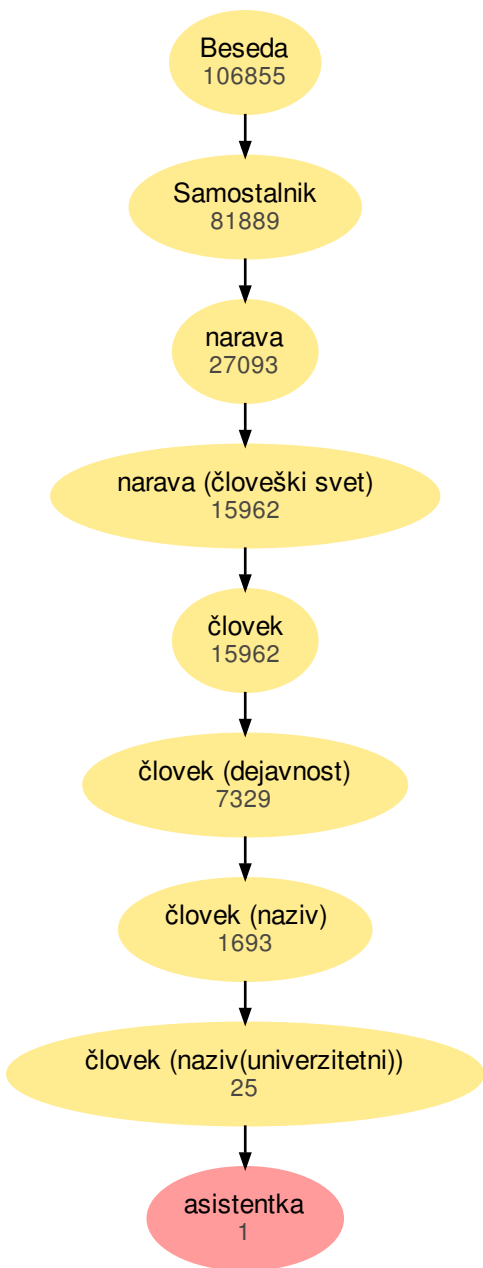 Beseda
106855
Samostalnik
81889
narava
27093
narava (človeški svet)
15962
človek
15962
človek (dejavnost)
7329
človek (naziv)
1693
človek (naziv(univerzitetni))
25
asistentka
1